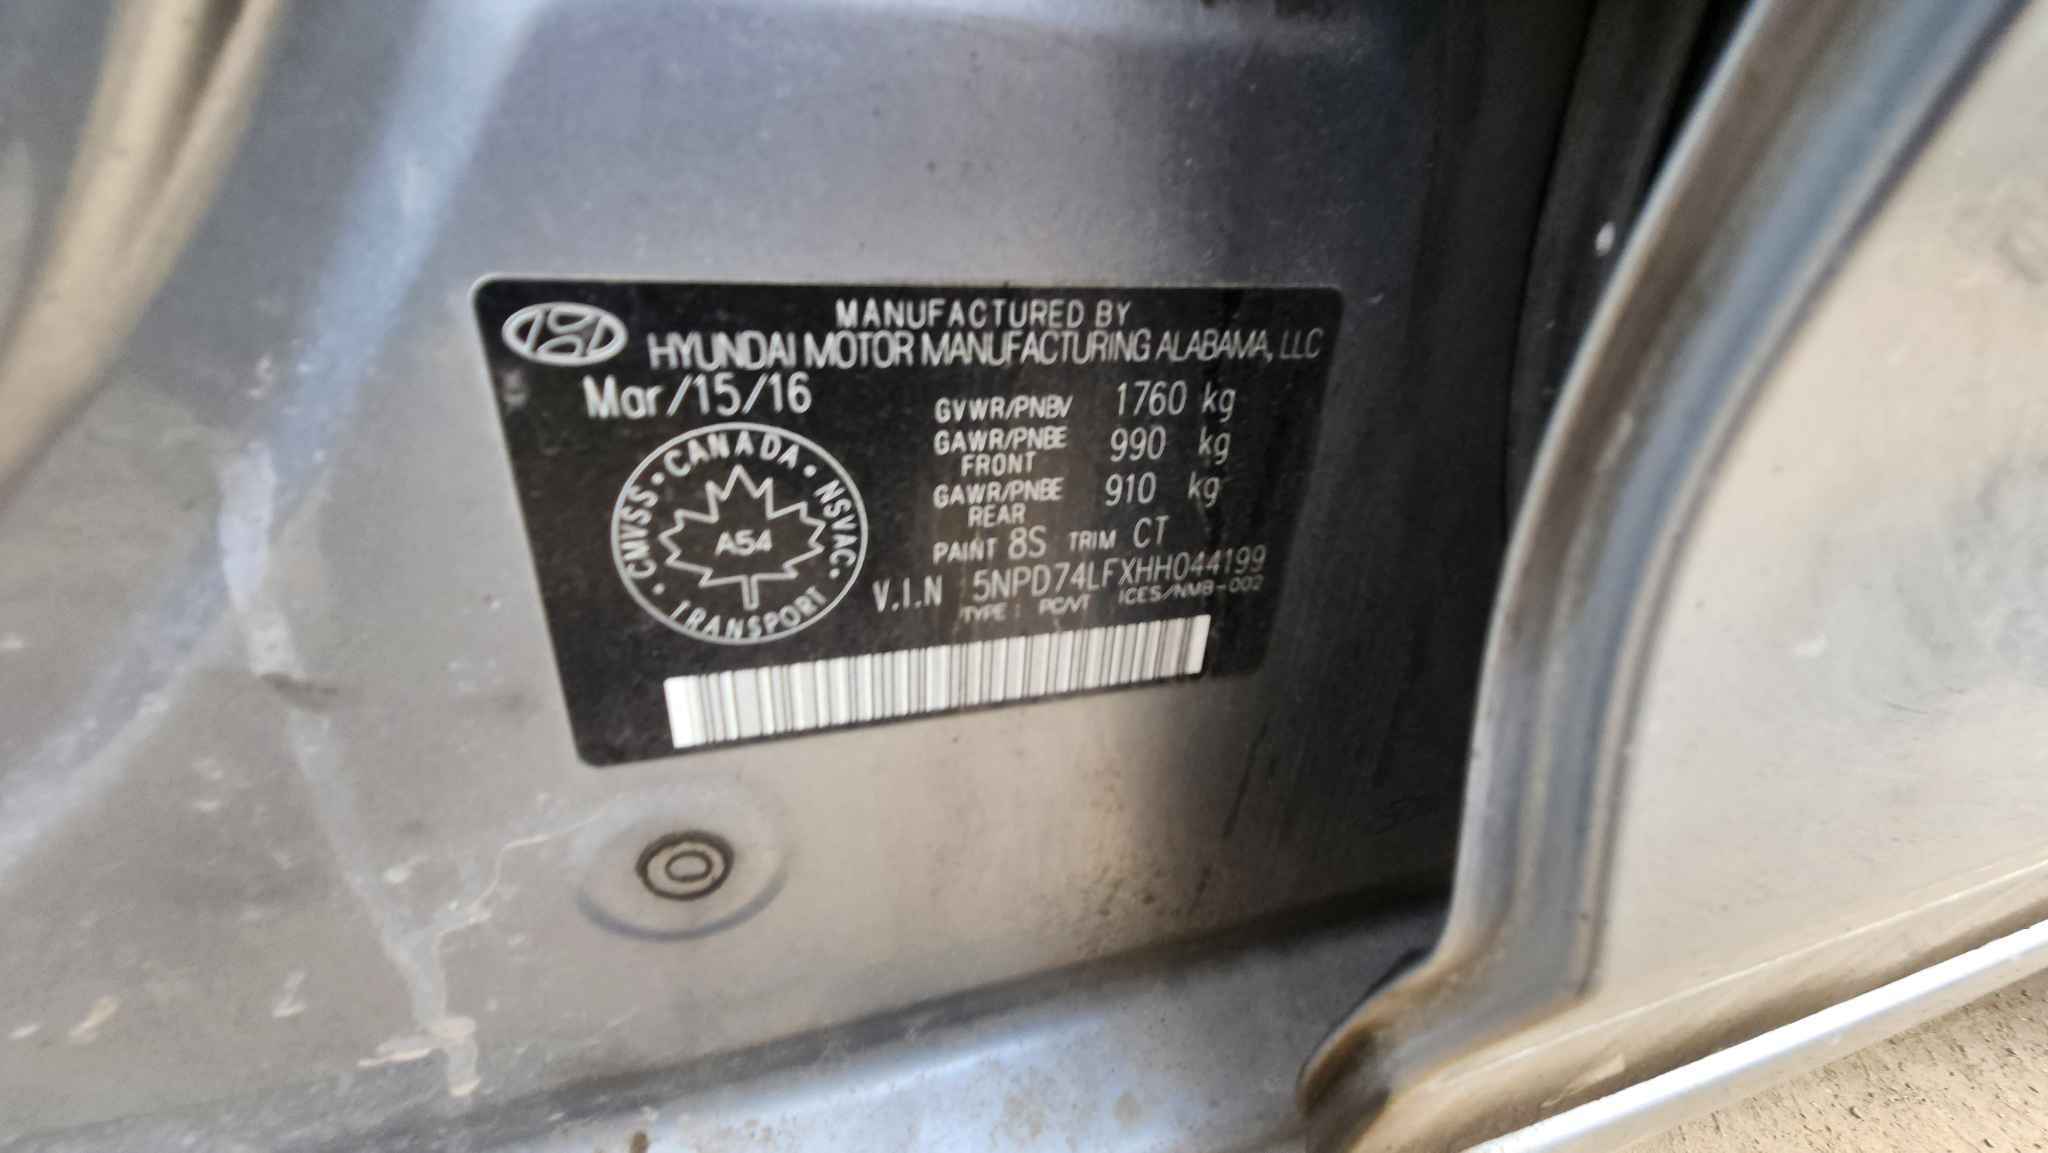 MANUFACTURED BY
HYUNDAI MOTOR MANUFACTURING ALABAMA, LLC
Mar/15/16
GVWR/PNBV 1760 kg
GAWR/PNBE FRONT 990 kg
GAWR/PNBE REAR 910 kg
PAINT 8S TRIM CT
V.I.N 5NPD74LFXHH044199
TYPE : PC/VT ICES/NMB-002
CANADA • NSVAC •
CMVSS •
A54
TRANSPORT